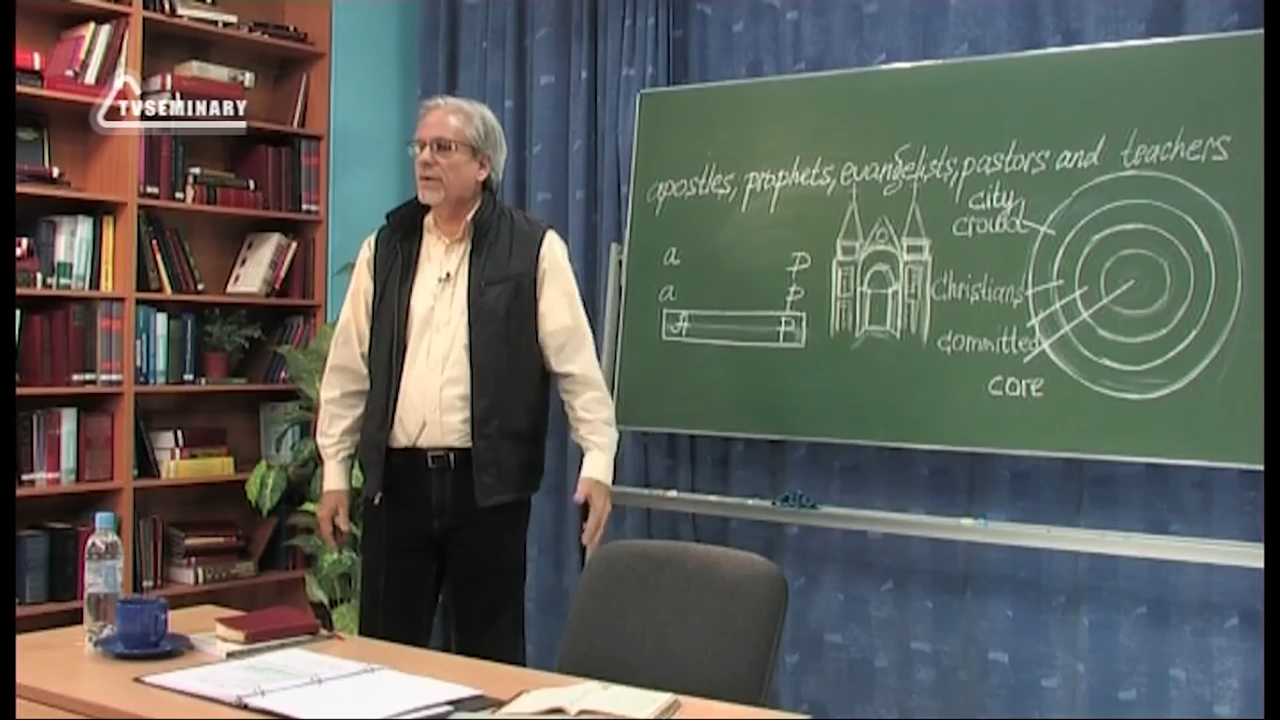 TVSEMINARY
apostles, prophets, evangelists, pastors and teachers
city
crowd
a p
a p
A P
Christians
committed
core